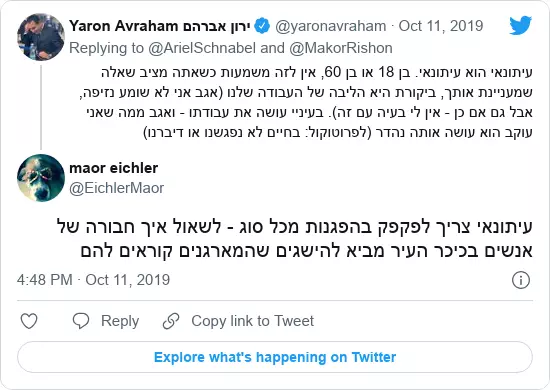 Yaron Avraham ירון אברהם @yaronavraham · Oct 11, 2019
Replying to @ArielSchnabel and @MakorRishon
עיתונאי הוא עיתונאי. בן 18 או בן 60, אין לזה משמעות כשאתה מציב שאלה
שמעניינת אותך, ביקורת היא הליבה של העבודה שלנו (אגב אני לא שומע נזיפה,
אבל גם אם כן - אין לי בעיה עם זה). בעיניי עושה את עבודתו - ואגב ממה שאני
עוקב הוא עושה אותה נהדר (לפרוטוקול: בחיים לא נפגשנו או דיברנו)
maor eichler
@EichlerMaor
עיתונאי צריך לפקפק בהפגנות מכל סוג - לשאול איך חבורה של
אנשים בכיכר העיר מביא להישגים שהמארגנים קוראים להם
4:48 PM · Oct 11, 2019
Reply
Copy link to Tweet
Explore what's happening on Twitter